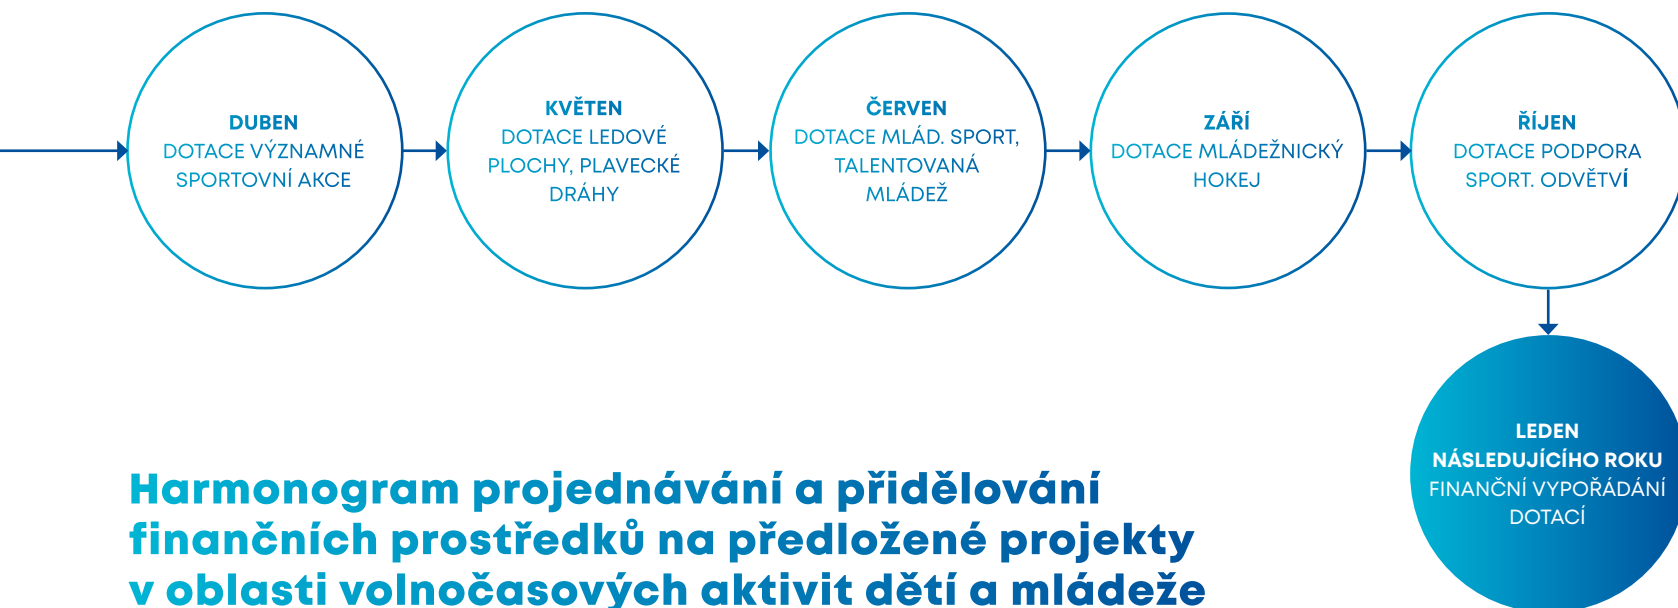 DUBEN
DOTACE VÝZNAMNÉ
SPORTOVNÍ AKCE
KVĚTEN
DOTACE LEDOVÉ
PLOCHY, PLAVECKÉ
DRÁHY
ČERVEN
DOTACE MLÁD. SPORT,
TALENTOVANÁ
MLÁDEŽ
ZÁŘÍ
DOTACE MLÁDEŽNICKÝ
HOKEJ
ŘÍJEN
DOTACE PODPORA
SPORT. ODVĚTVÍ
LEDEN
NÁSLEDUJÍCÍHO ROKU
FINANČNÍ VYPOŘÁDÁNÍ
DOTACÍ
Harmonogram projednávání a přidělování
finančních prostředků na předložené projekty
v oblasti volnočasových aktivit dětí a mládeže